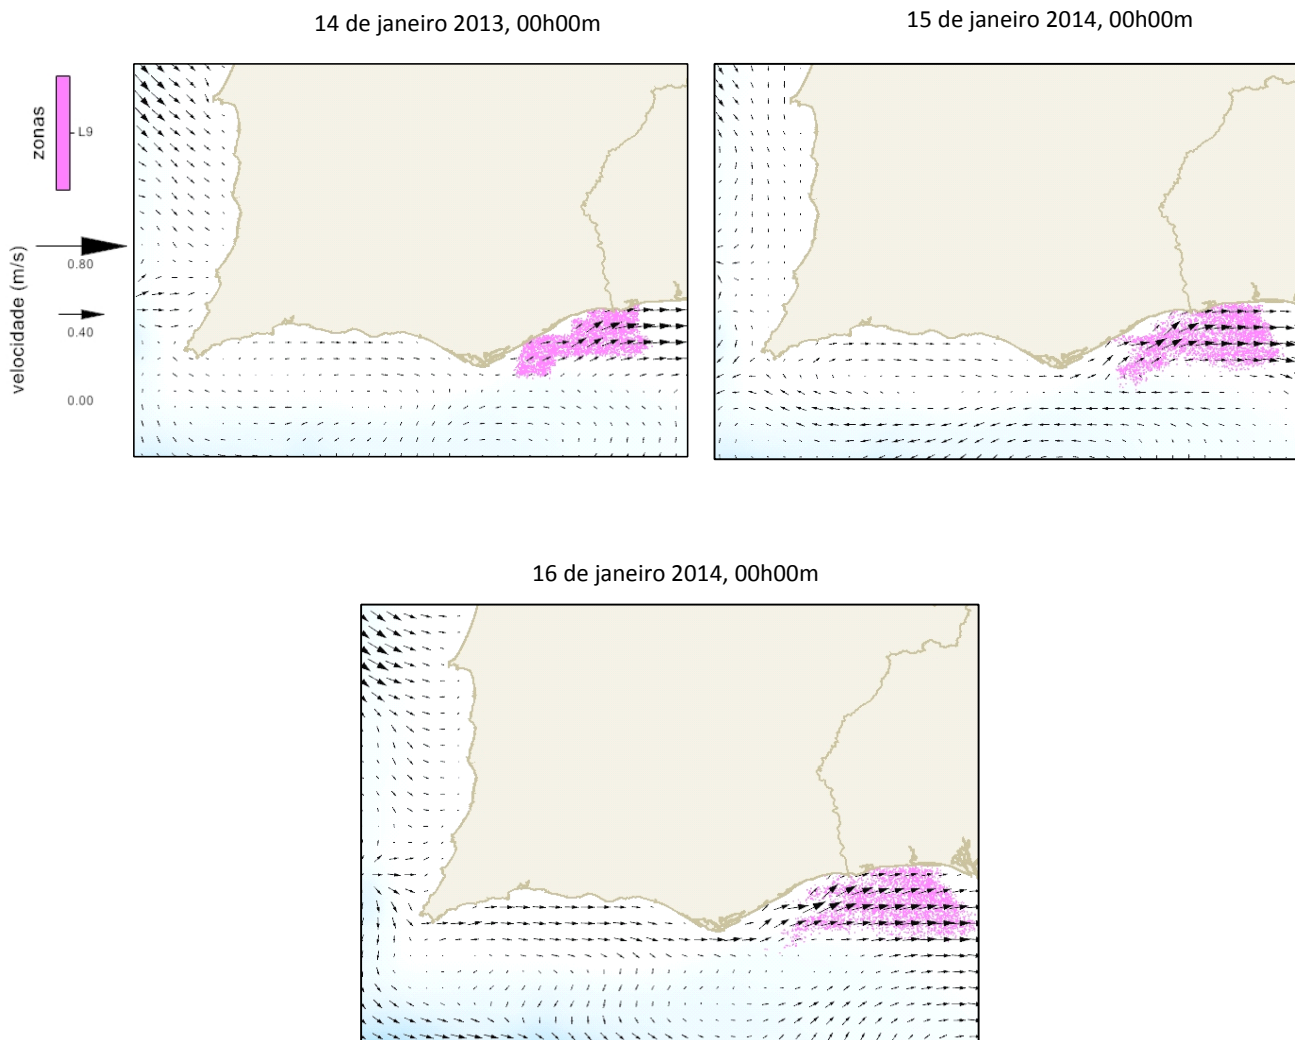 14 de janeiro 2013, 00h00m
15 de janeiro 2014, 00h00m
zonas
L9
velocidade (m/s)
0.80
0.40
0.00
16 de janeiro 2014, 00h00m